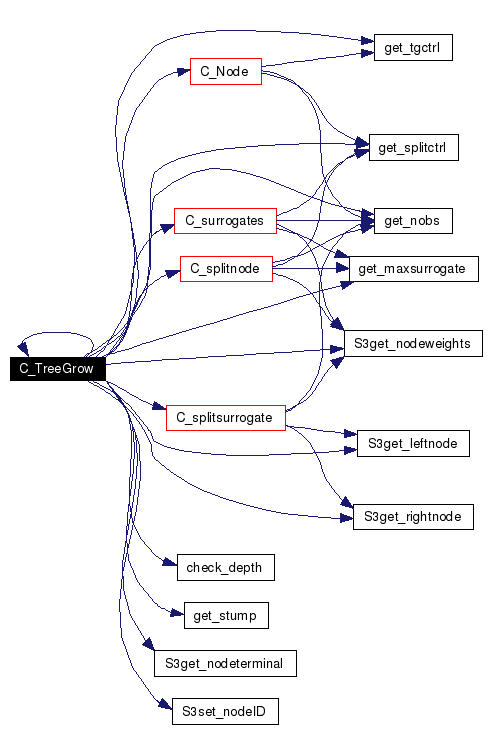 get_tgctrl
C_Node
get_splitctrl
C_surrogates
get_nobs
C_splitnode
get_maxsurrogate
S3get_nodeweights
C_TreeGrow
C_splitsurrogate
S3get_leftnode
S3get_rightnode
check_depth
get_stump
S3get_nodeterminal
S3set_nodeID